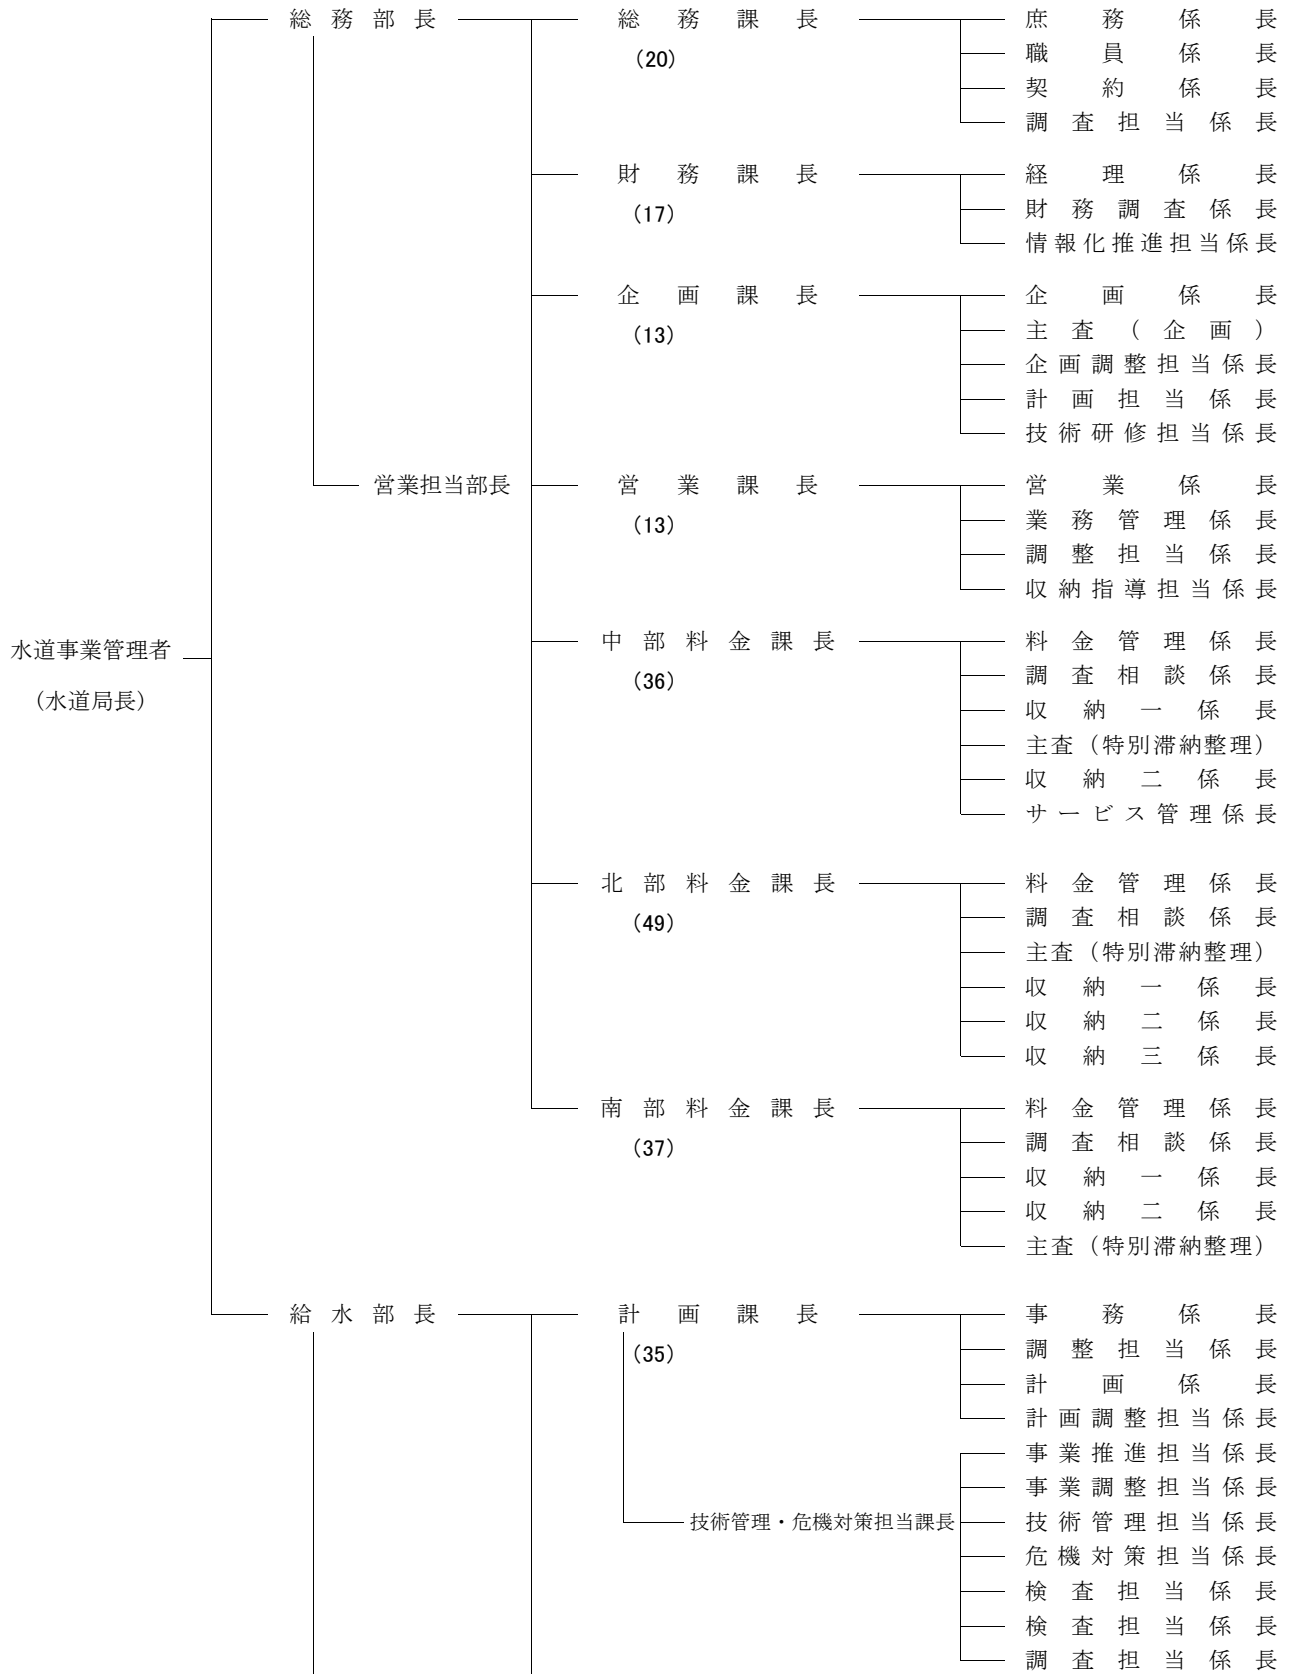 水道事業管理者
(水道局長)
総務部長
総務課長
(20)
庶務係長
職員係長
契約係長
調査担当係長
財務課長
(17)
経理係長
財務調査係長
情報化推進担当係長
企画課長
(13)
企画係長
主査(企画)
企画調整担当係長
計画担当係長
技術研修担当係長
営業担当部長
営業課長
(13)
営業係長
業務管理係長
調整担当係長
収納指導担当係長
中部料金課長
(36)
料金管理係長
調査相談係長
収納一係長
主査(特別滞納整理)
収納二係長
サービス管理係長
北部料金課長
(49)
料金管理係長
調査相談係長
主査(特別滞納整理)
収納一係長
収納二係長
収納三係長
南部料金課長
(37)
料金管理係長
調査相談係長
収納一係長
収納二係長
主査(特別滞納整理)
給水部長
計画課長
(35)
事務係長
調整担当係長
計画係長
計画調整担当係長
技術管理・危機対策担当課長
事業推進担当係長
事業調整担当係長
技術管理担当係長
危機対策担当係長
検査担当係長
検査担当係長
調査担当係長